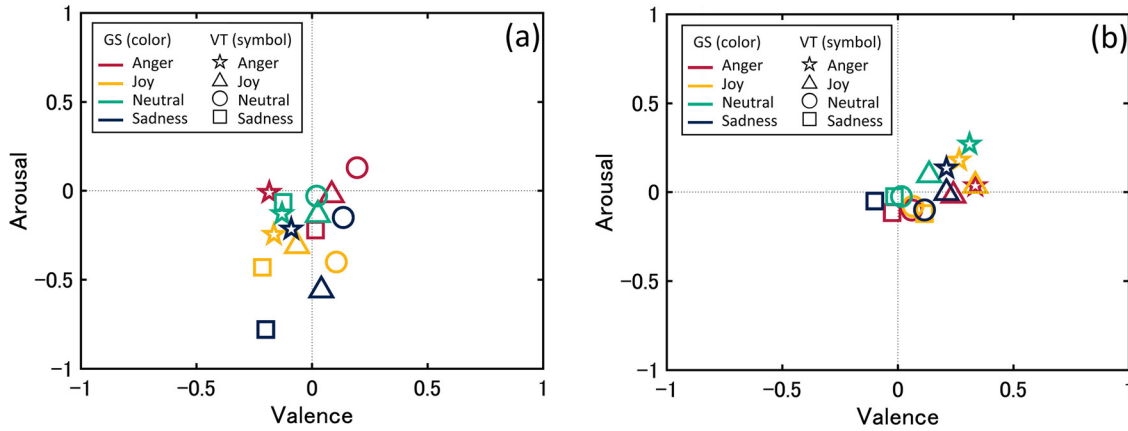 (a)
GS (color) VT (symbol)
Anger Anger
Joy Joy
Neutral Neutral
Sadness Sadness
1
0.5
0
−0.5
−1
Arousal
−1 −0.5 0 0.5 1
Valence
(b)
GS (color) VT (symbol)
Anger Anger
Joy Joy
Neutral Neutral
Sadness Sadness
1
0.5
0
−0.5
−1
Arousal
−1 −0.5 0 0.5 1
Valence